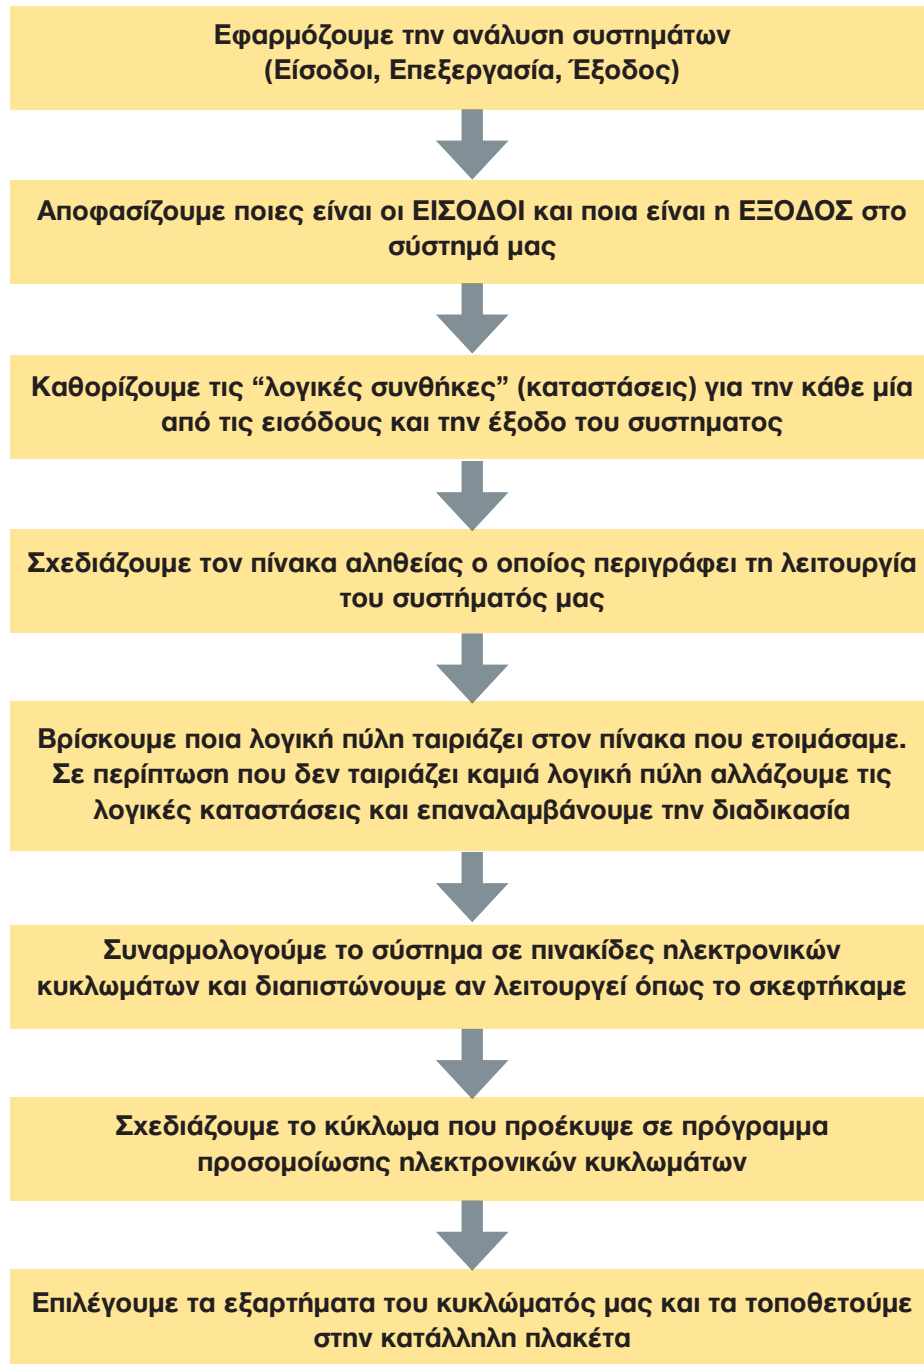 Εφαρμόζουμε την ανάλυση συστημάτων
(Είσοδοι, Επεξεργασία, Έξοδος)
Αποφασίζουμε ποιες είναι οι ΕΙΣΟΔΟΙ και ποια είναι η ΕΞΟΔΟΣ στο
σύστημά μας
Καθορίζουμε τις “λογικές συνθήκες” (καταστάσεις) για την κάθε μία
από τις εισόδους και την έξοδο του συστηματος
Σχεδιάζουμε τον πίνακα αληθείας ο οποίος περιγράφει τη λειτουργία
του συστήματός μας
Βρίσκουμε ποια λογική πύλη ταιριάζει στον πίνακα που ετοιμάσαμε.
Σε περίπτωση που δεν ταιριάζει καμιά λογική πύλη αλλάζουμε τις
λογικές καταστάσεις και επαναλαμβάνουμε την διαδικασία
Συναρμολογούμε το σύστημα σε πινακίδες ηλεκτρονικών
κυκλωμάτων και διαπιστώνουμε αν λειτουργεί όπως το σκεφτήκαμε
Σχεδιάζουμε το κύκλωμα που προέκυψε σε πρόγραμμα
προσομοίωσης ηλεκτρονικών κυκλωμάτων
Επιλέγουμε τα εξαρτήματα του κυκλώματός μας και τα τοποθετούμε
στην κατάλληλη πλακέτα